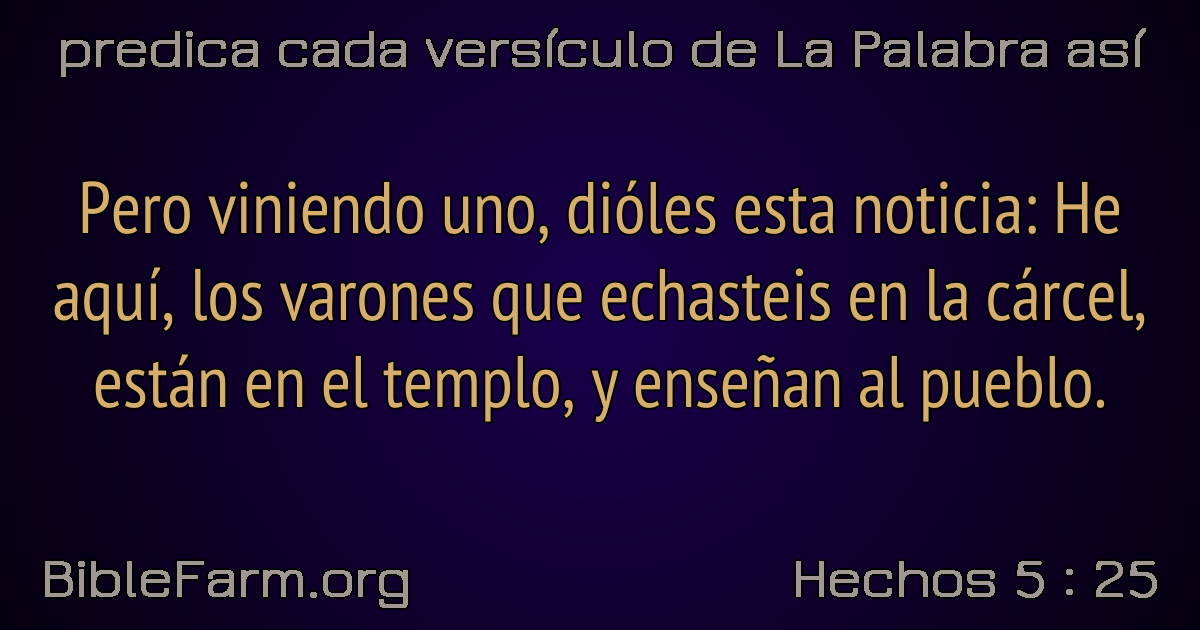 predica cada versículo de La Palabra así
Pero viniendo uno, dióles esta noticia: He
aquí, los varones que echasteis en la cárcel,
están en el templo, y enseñan al pueblo.
BibleFarm.org
Hechos 5 : 25